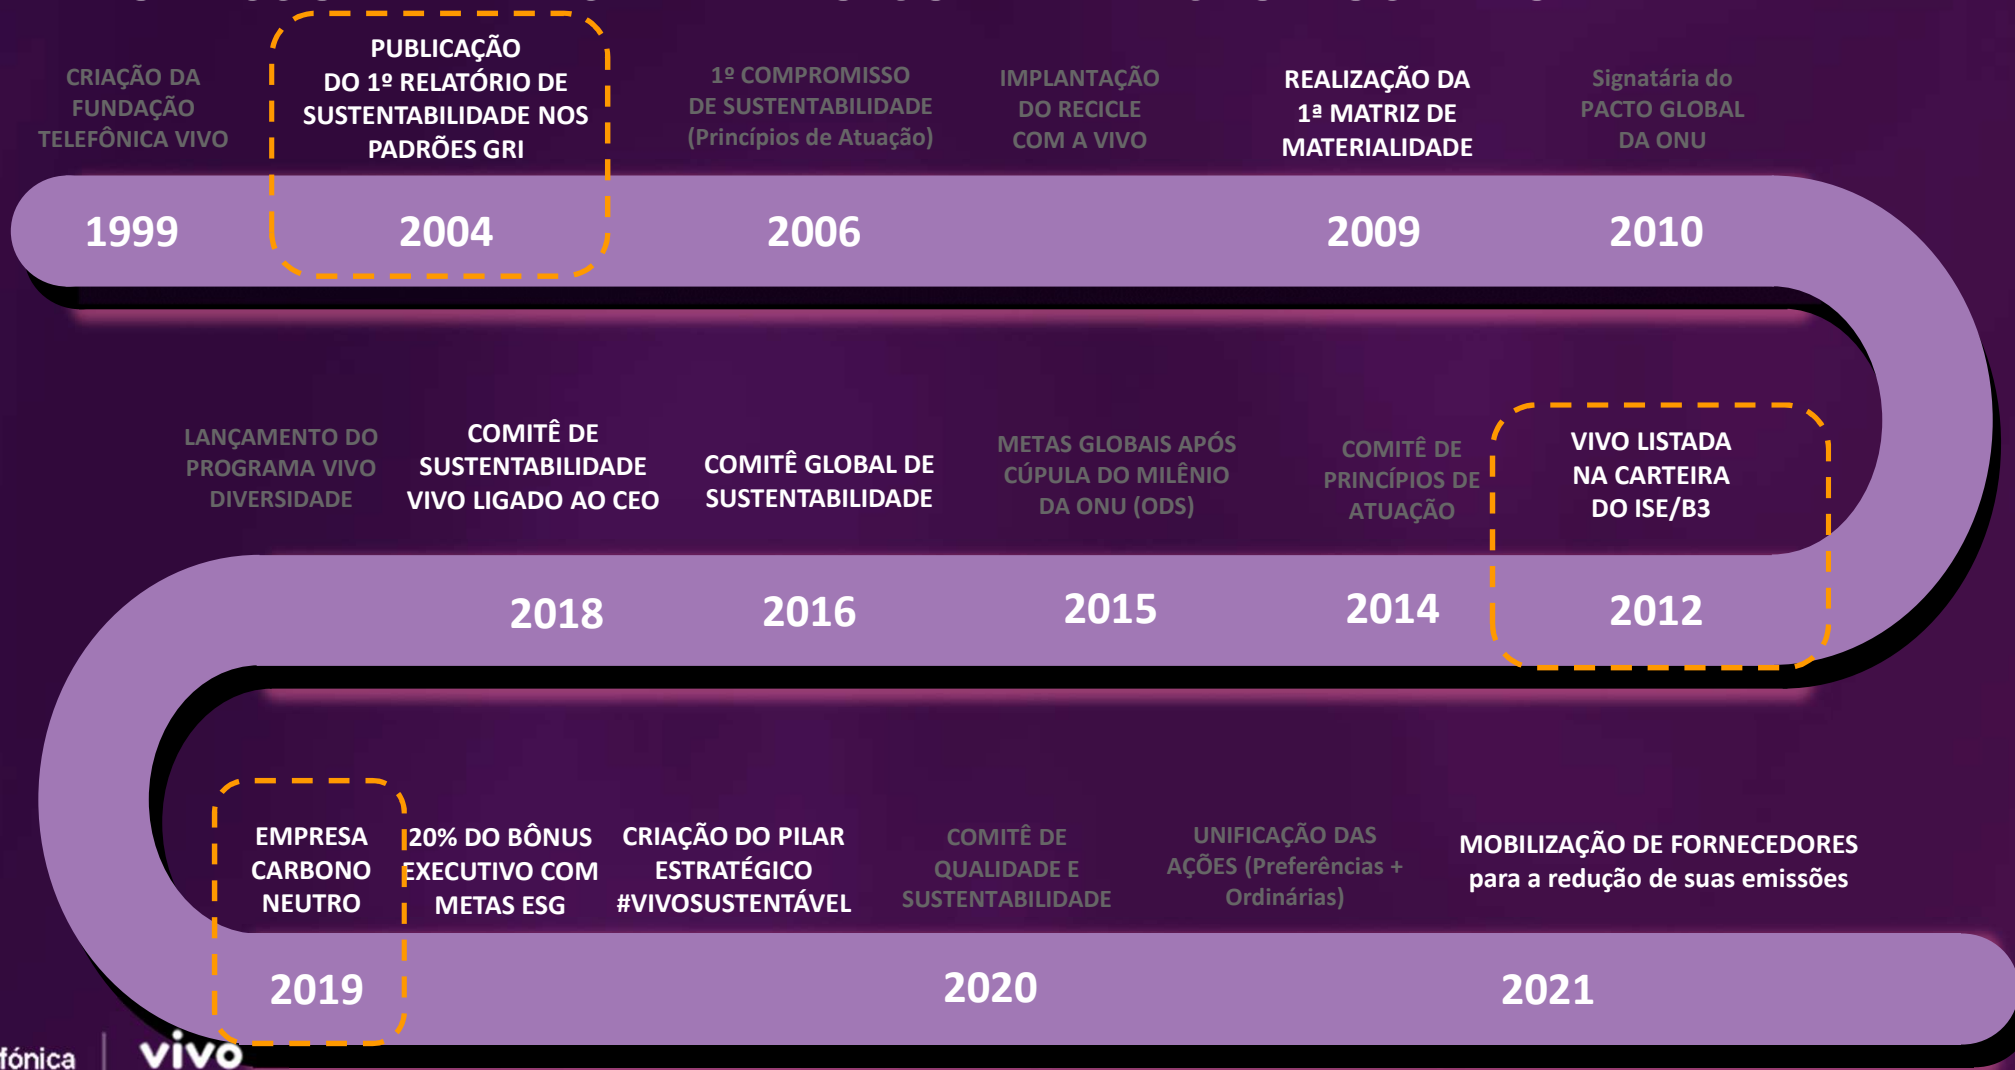 CRIAÇÃO DA
FUNDAÇÃO
TELEFÔNICA VIVO
PUBLICAÇÃO
DO 1º RELATÓRIO DE
SUSTENTABILIDADE NOS
PADRÕES GRI
1º COMPROMISSO
DE SUSTENTABILIDADE
(Princípios de Atuação)
IMPLANTAÇÃO
DO RECICLE
COM A VIVO
REALIZAÇÃO DA
1ª MATRIZ DE
MATERIALIDADE
Signatária do
PACTO GLOBAL
DA ONU
1999
2004
2006
2009
2010
LANÇAMENTO DO
PROGRAMA VIVO
DIVERSIDADE
COMITÊ DE
SUSTENTABILIDADE
VIVO LIGADO AO CEO
COMITÊ GLOBAL DE
SUSTENTABILIDADE
METAS GLOBAIS APÓS
CÚPULA DO MILÊNIO
DA ONU (ODS)
COMITÊ DE
PRINCÍPIOS DE
ATUAÇÃO
VIVO LISTADA
NA CARTEIRA
DO ISE/B3
2018
2016
2015
2014
2012
EMPRESA
CARBONO
NEUTRO
20% DO BÔNUS
EXECUTIVO COM
METAS ESG
CRIAÇÃO DO PILAR
ESTRATÉGICO
#VIVOSUSTENTÁVEL
COMITÊ DE
QUALIDADE E
SUSTENTABILIDADE
UNIFICAÇÃO DAS
AÇÕES (Preferências +
Ordinárias)
MOBILIZAÇÃO DE FORNECEDORES
para a redução de suas emissões
2019
2020
2021
fónica
vivo